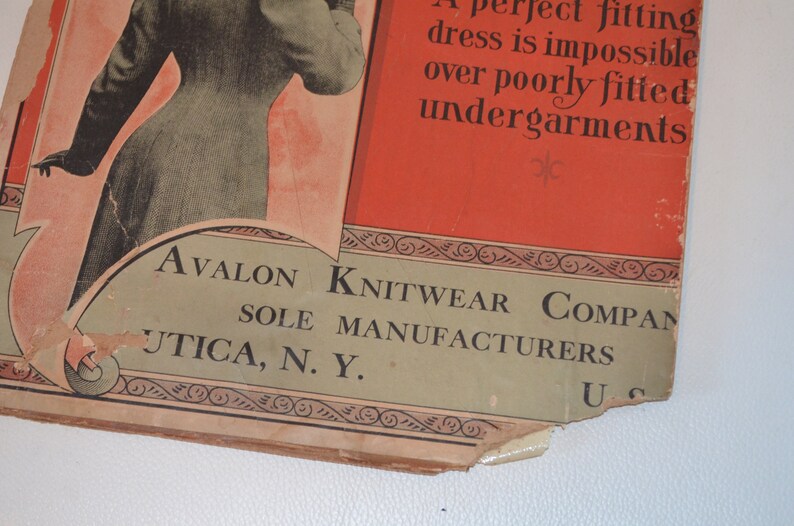 A perfect fitting
dress is impossible
over poorly fitted
undergarments
AVALON KNITWEAR COMPAN
SOLE MANUFACTURERS
UTICA, N. Y.
U. S.